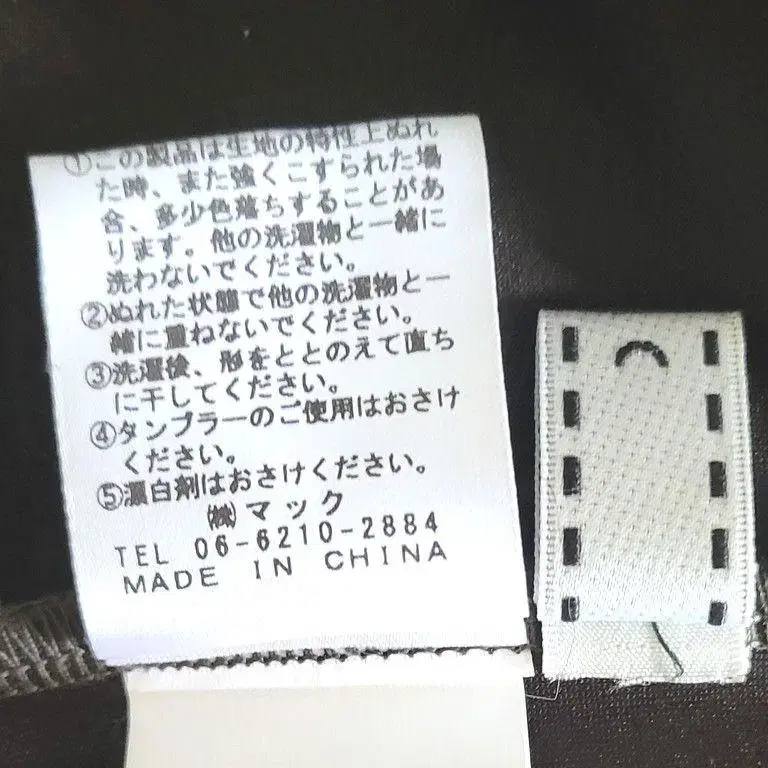 ①この製品は生地の特性上ぬれ
た時、また強くこすられた場
合、多少色落ちすることがあ
ります。他の洗濯物と一緒に
洗わないでください。
②ぬれた状態で他の洗濯物と一
緒に重ねないでください。
③洗濯後、形をととのえて直ち
に干してください。
④タンブラーのご使用はおさけ
ください。
⑤漂白剤はおさけください。
㈱マック
TEL 06-6210-2884
MADE IN CHINA